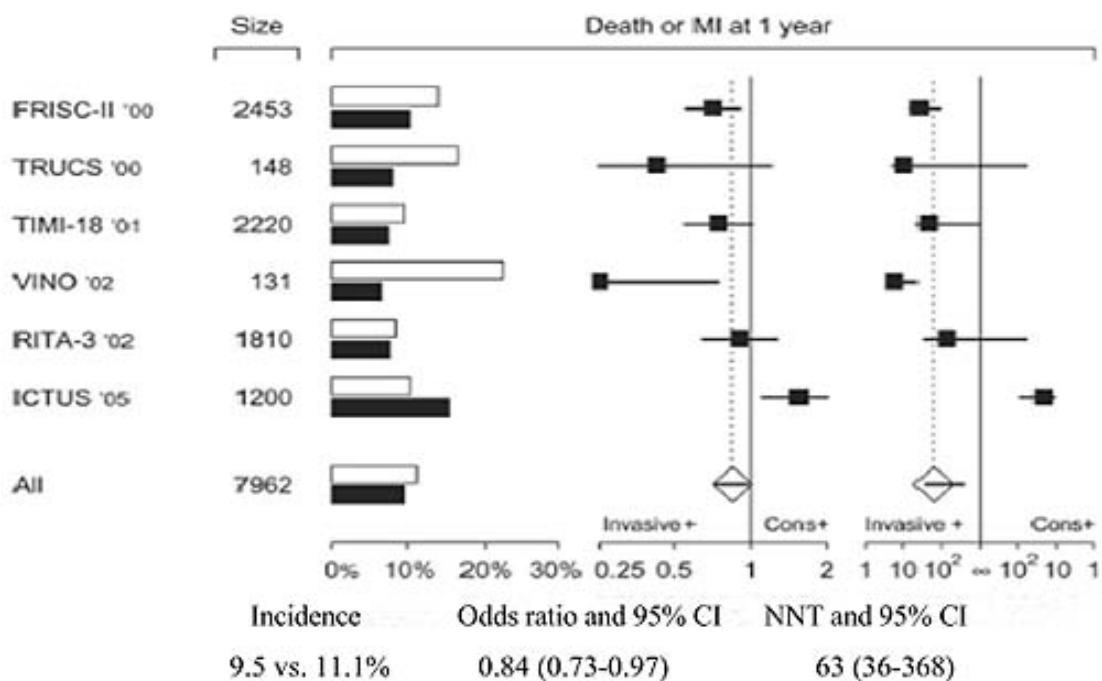 Size Death or MI at 1 year
FRISC-II '00 2453
TRUCS '00 148
TIMI-18 '01 2220
VINO '02 131
RITA-3 '02 1810
ICTUS '05 1200
All 7962
Invasive + Cons+ Invasive + Cons+
0% 10% 20% 30% 0.25 0.5 1 2 1 10 10² ∞ 10² 10 1
Incidence Odds ratio and 95% CI NNT and 95% CI
9.5 vs. 11.1% 0.84 (0.73-0.97) 63 (36-368)